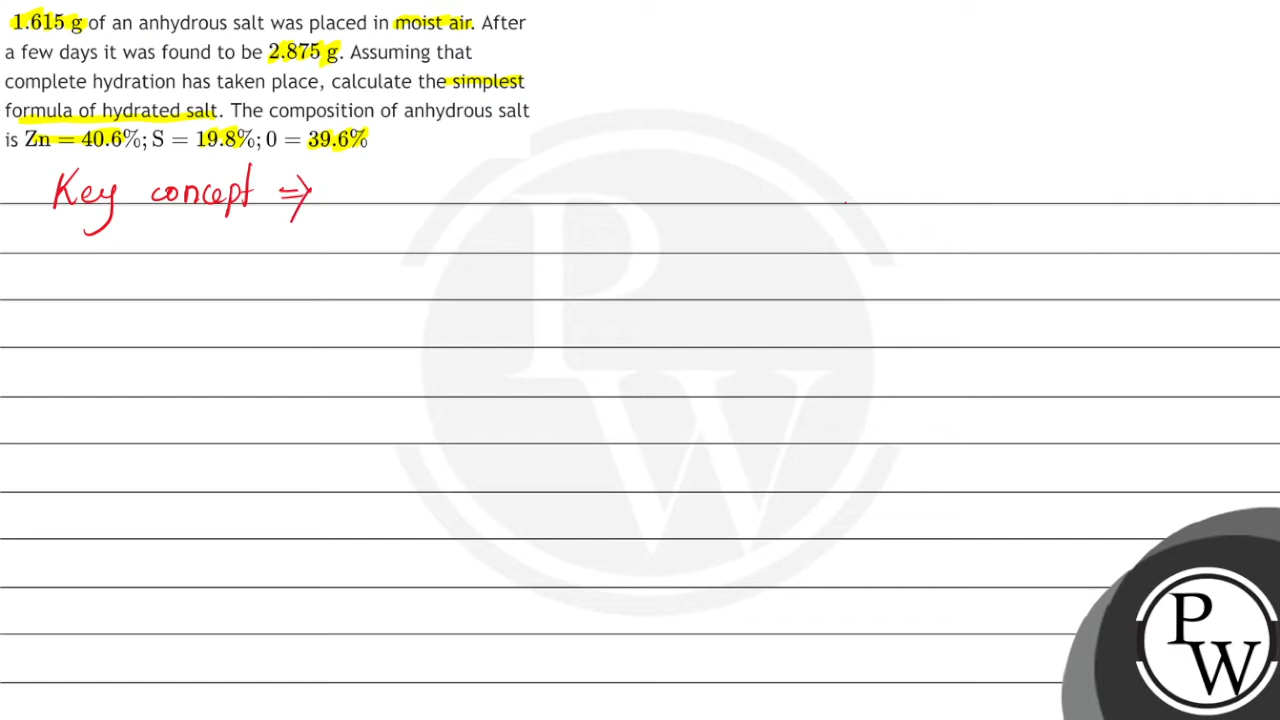 1.615 g of an anhydrous salt was placed in moist air. After
a few days it was found to be 2.875 g. Assuming that
complete hydration has taken place, calculate the simplest
formula of hydrated salt. The composition of anhydrous salt
is Zn = 40.6%; S = 19.8%; 0 = 39.6%
Key concept ⇒
P
W
P
W